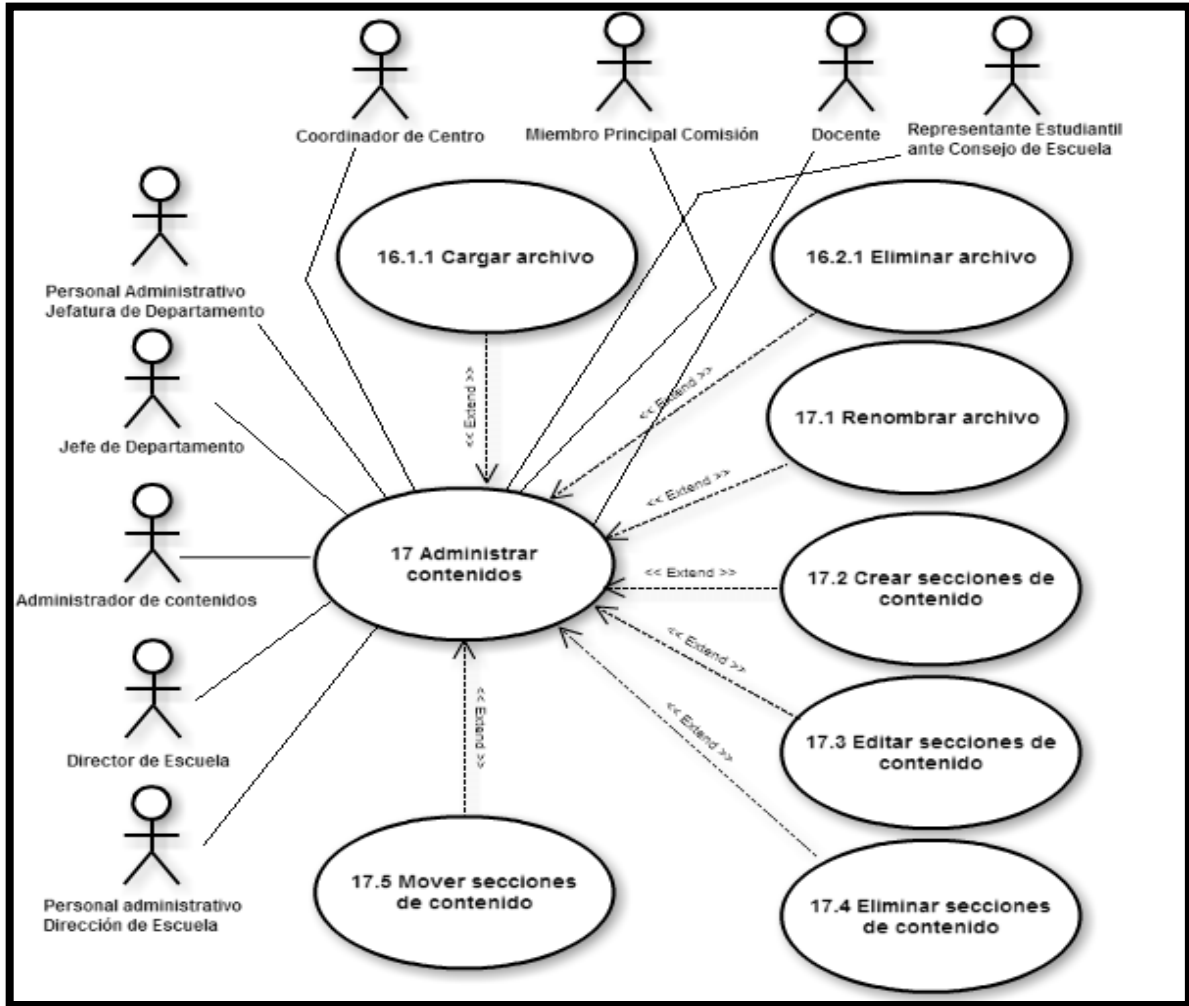 Coordinador de Centro
Miembro Principal Comisión
Docente
Representante Estudiantil
ante Consejo de Escuela
Personal Administrativo
Jefatura de Departamento
16.1.1 Cargar archivo
16.2.1 Eliminar archivo
<< Extend >>
<< Extend >>
17.1 Renombrar archivo
Jefe de Departamento
<< Extend >>
17 Administrar
contenidos
<< Extend >>
17.2 Crear secciones de
contenido
Administrador de contenidos
<< Extend >>
<< Extend >>
<< Extend >>
17.3 Editar secciones de
contenido
Director de Escuela
17.5 Mover secciones
de contenido
17.4 Eliminar secciones
de contenido
Personal administrativo
Dirección de Escuela